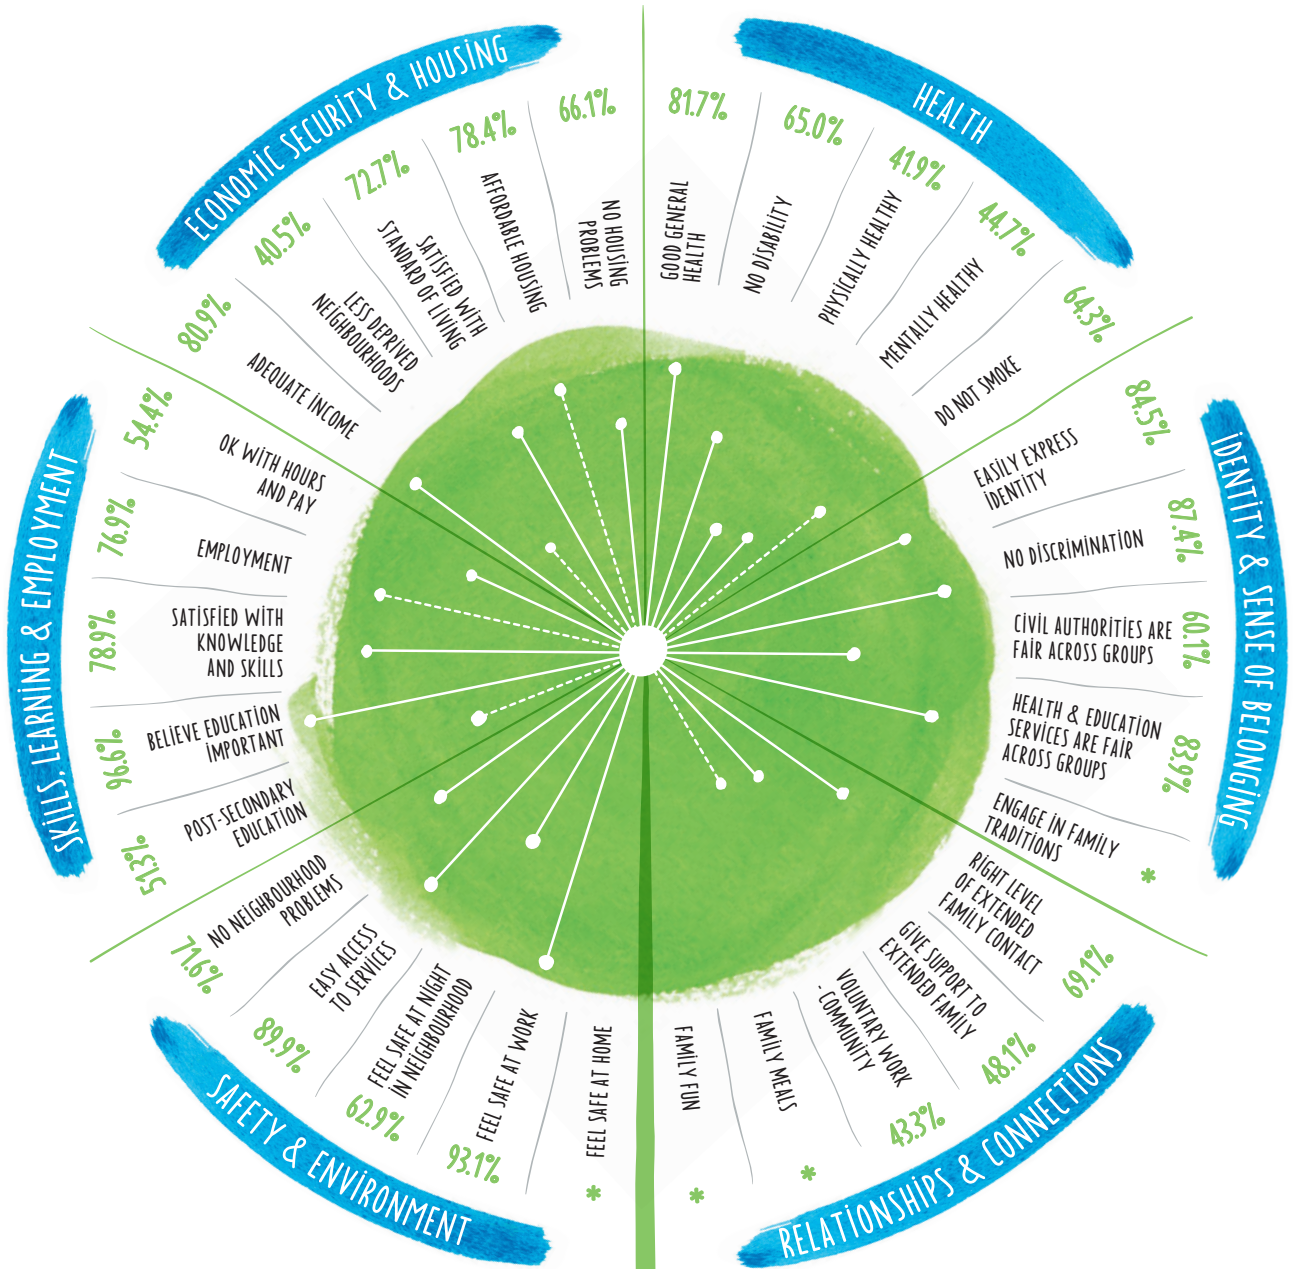 HEALTH
81.7%
GOOD GENERAL
HEALTH
65.0%
NO DISABILITY
41.9%
PHYSICALLY HEALTHY
44.7%
MENTALLY HEALTHY
64.3%
DO NOT SMOKE
IDENTITY & SENSE OF BELONGING
84.5%
EASILY EXPRESS
IDENTITY
87.4%
NO DISCRIMINATION
60.1%
CIVIL AUTHORITIES ARE
FAIR ACROSS GROUPS
83.9%
HEALTH & EDUCATION
SERVICES ARE FAIR
ACROSS GROUPS
*
ENGAGE IN FAMILY
TRADITIONS
RELATIONSHIPS & CONNECTIONS
69.1%
RIGHT LEVEL
OF EXTENDED
FAMILY CONTACT
48.1%
GIVE SUPPORT TO
EXTENDED FAMILY
43.3%
VOLUNTARY WORK
- COMMUNITY
*
FAMILY MEALS
*
FAMILY FUN
SAFETY & ENVIRONMENT
*
FEEL SAFE AT HOME
93.1%
FEEL SAFE AT WORK
62.9%
FEEL SAFE AT NIGHT
IN NEIGHBOURHOOD
89.9%
EASY ACCESS
TO SERVICES
71.6%
NO NEIGHBOURHOOD
PROBLEMS
SKILLS, LEARNING & EMPLOYMENT
51.3%
POST-SECONDARY
EDUCATION
96.6%
BELIEVE EDUCATION
IMPORTANT
78.9%
SATISFIED WITH
KNOWLEDGE
AND SKILLS
76.9%
EMPLOYMENT
54.4%
OK WITH HOURS
AND PAY
ECONOMIC SECURITY & HOUSING
80.9%
ADEQUATE INCOME
40.5%
LESS DEPRIVED
NEIGHBOURHOODS
72.7%
SATISFIED WITH
STANDARD OF LIVING
78.4%
AFFORDABLE HOUSING
66.1%
NO HOUSING
PROBLEMS